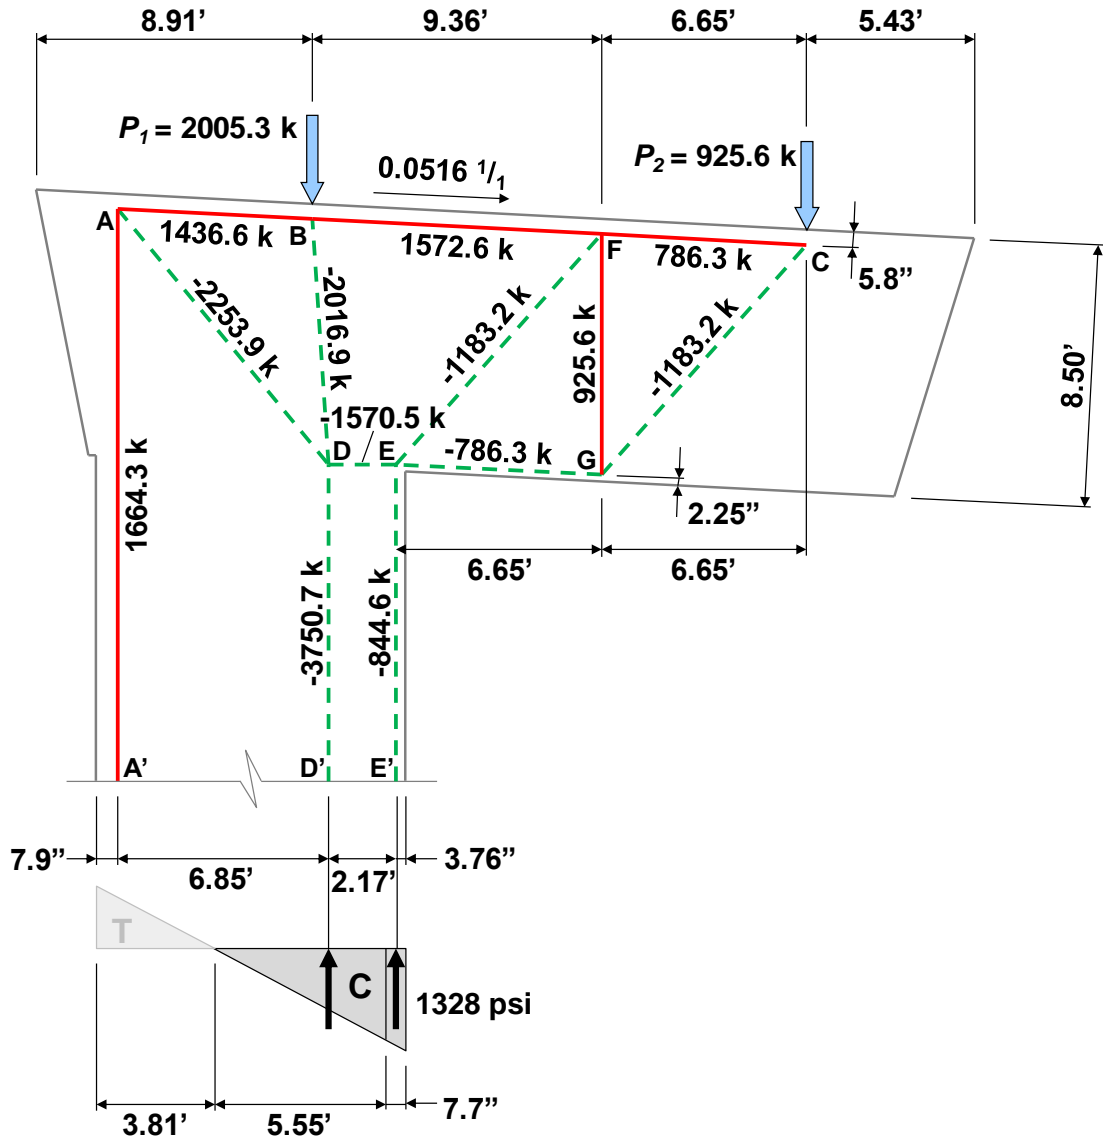 8.91’ 9.36’ 6.65’ 5.43’
P1 = 2005.3 k
P2 = 925.6 k
0.0516 1/1
A
1436.6 k
B
1572.6 k
F
786.3 k
C
5.8”
-2253.9 k
-2016.9 k
-1183.2 k
925.6 k
-1183.2 k
8.50’
-1570.5 k
D E
-786.3 k
G
2.25”
1664.3 k
-3750.7 k
-844.6 k
6.65’ 6.65’
A’ D’ E’
7.9” 6.85’ 2.17’ 3.76”
T
C
1328 psi
3.81’ 5.55’ 7.7”